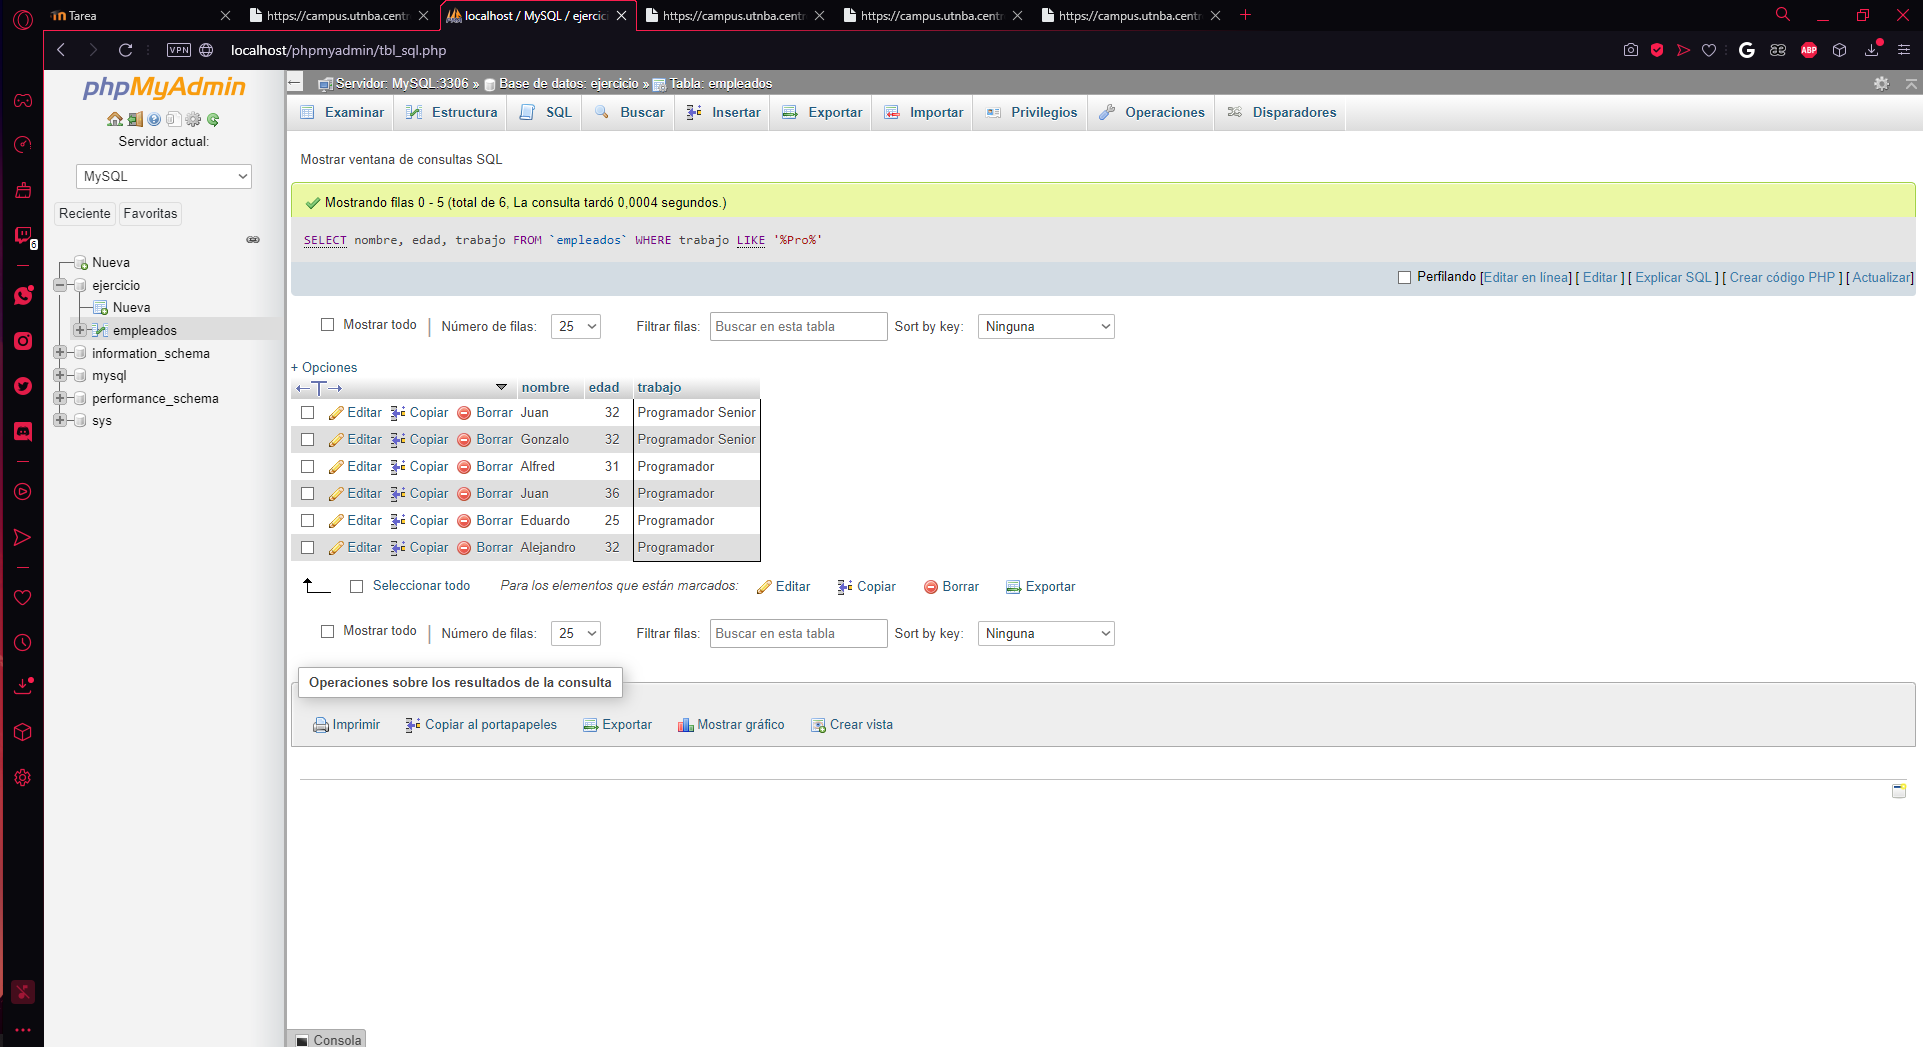 Tarea
https://campus.utnba.centr
localhost / MySQL / ejercic
https://campus.utnba.centr
https://campus.utnba.centr
https://campus.utnba.centr
VPN
localhost/phpmyadmin/tbl_sql.php
G
ABP
phpMyAdmin
Servidor actual:
MySQL
Reciente
Favoritas
6
Nueva
ejercicio
Nueva
empleados
information_schema
mysql
performance_schema
sys
Servidor: MySQL:3306 » Base de datos: ejercicio » Tabla: empleados
Examinar
Estructura
SQL
Buscar
Insertar
Exportar
Importar
Privilegios
Operaciones
Disparadores
Mostrar ventana de consultas SQL
Mostrando filas 0 - 5 (total de 6, La consulta tardó 0,0004 segundos.)
SELECT nombre, edad, trabajo FROM `empleados` WHERE trabajo LIKE '%Pro%'
Perfilando [Editar en línea] [ Editar ] [ Explicar SQL ] [ Crear código PHP ] [ Actualizar]
Mostrar todo | Número de filas: 25 Filtrar filas: Buscar en esta tabla Sort by key: Ninguna
+ Opciones
←T→ nombre edad trabajo
Editar Copiar Borrar Juan 32 Programador Senior
Editar Copiar Borrar Gonzalo 32 Programador Senior
Editar Copiar Borrar Alfred 31 Programador
Editar Copiar Borrar Juan 36 Programador
Editar Copiar Borrar Eduardo 25 Programador
Editar Copiar Borrar Alejandro 32 Programador
Seleccionar todo Para los elementos que están marcados: Editar Copiar Borrar Exportar
Mostrar todo | Número de filas: 25 Filtrar filas: Buscar en esta tabla Sort by key: Ninguna
Operaciones sobre los resultados de la consulta
Imprimir Copiar al portapapeles Exportar Mostrar gráfico Crear vista
Consola